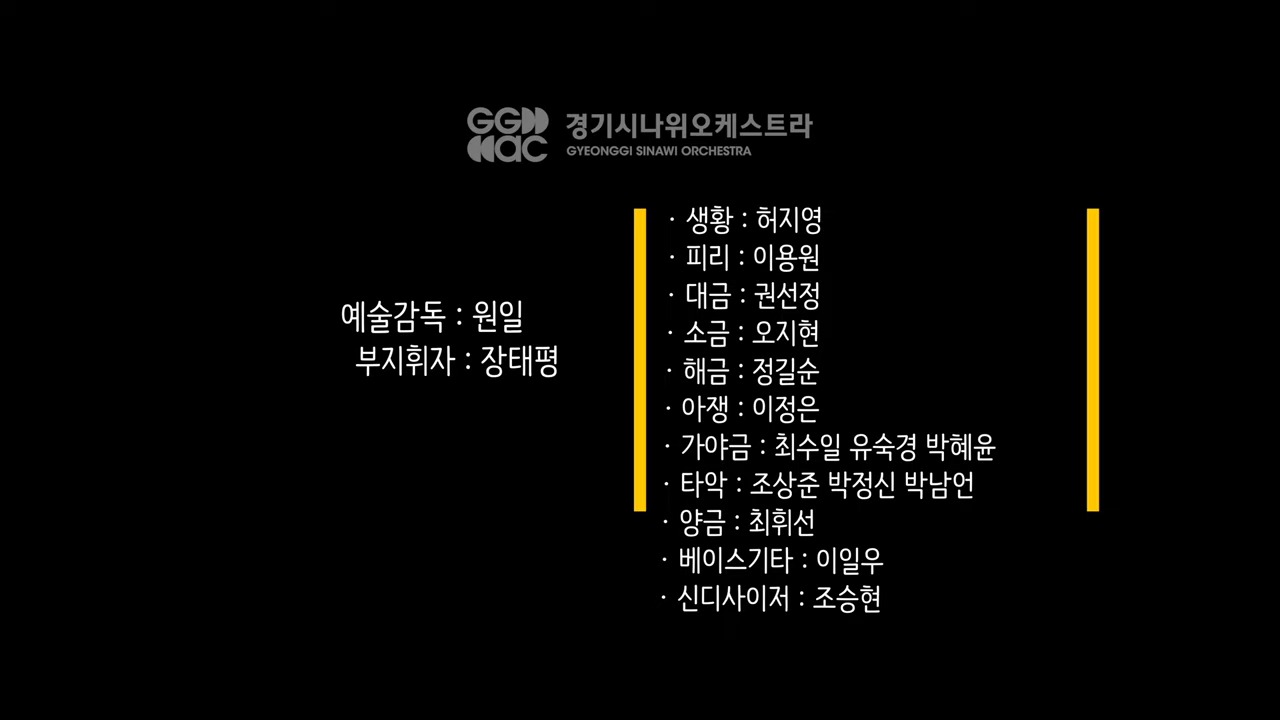 GGDD
경기시나위오케스트라
aac
GYEONGGI SINAWI ORCHESTRA
예술감독 : 원일
부지휘자 : 장태평
· 생황 : 허지영
· 피리 : 이용원
· 대금 : 권선정
· 소금 : 오지현
· 해금 : 정길순
· 아쟁 : 이정은
· 가야금 : 최수일 유숙경 박혜윤
· 타악 : 조상준 박정신 박남언
· 양금 : 최휘선
· 베이스기타 : 이일우
· 신디사이저 : 조승현